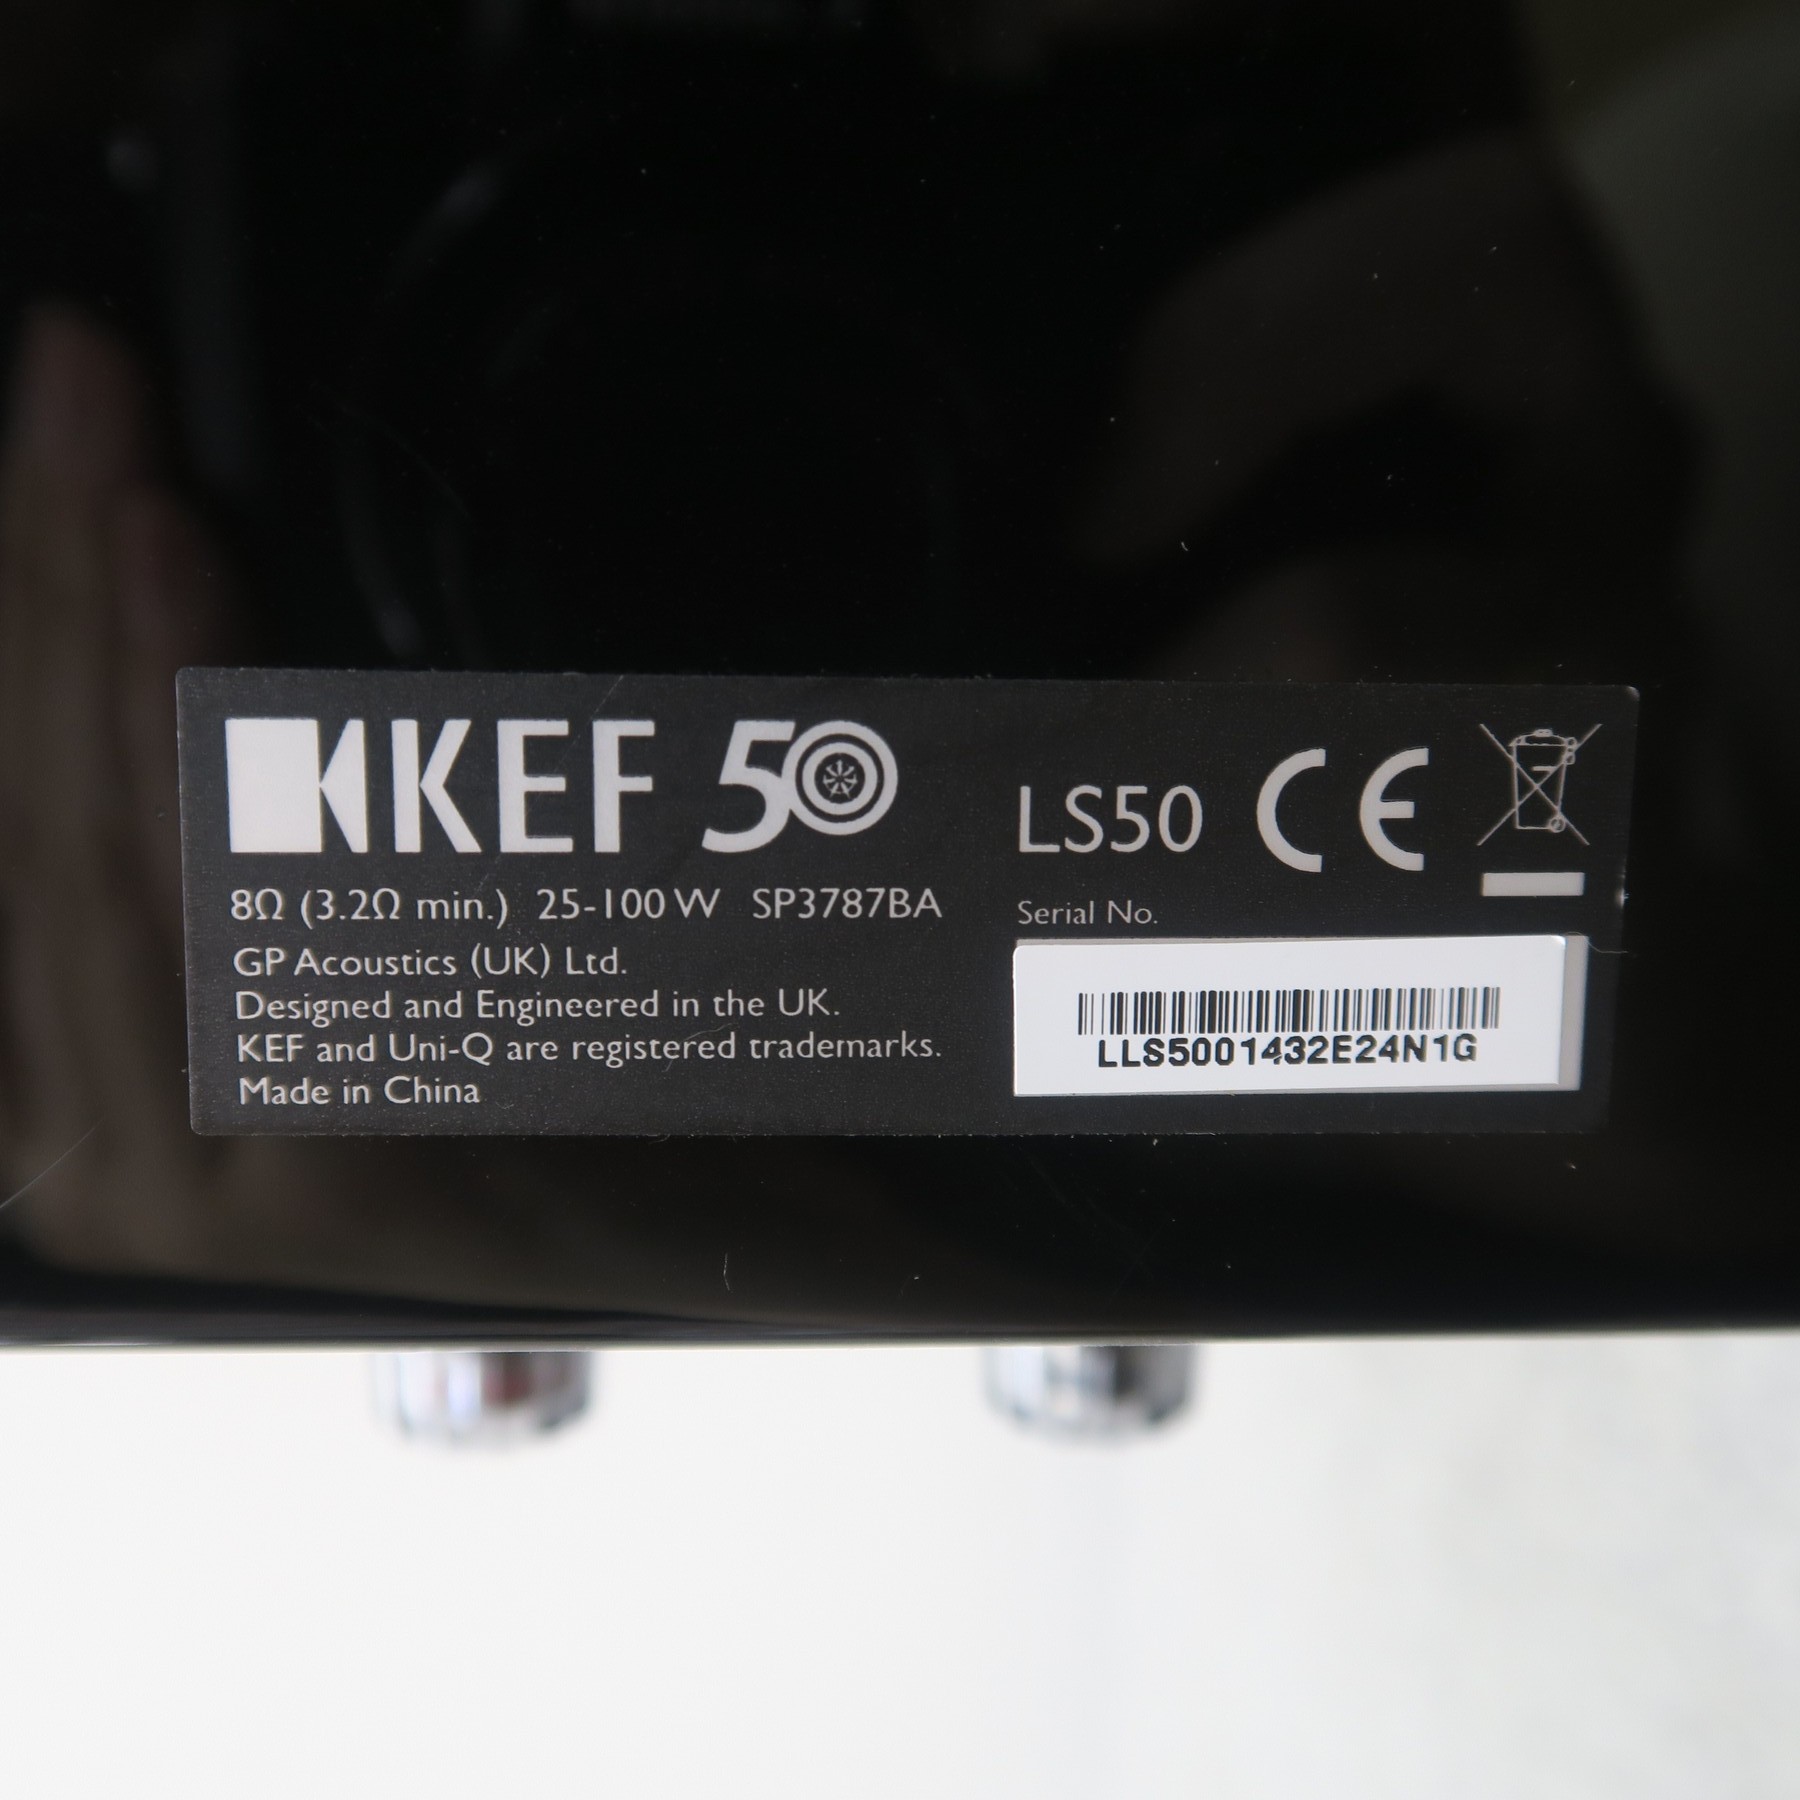 KEF 50
LS50 CE
8Ω (3.2Ω min.) 25-100 W SP3787BA
GP Acoustics (UK) Ltd.
Designed and Engineered in the UK.
KEF and Uni-Q are registered trademarks.
Made in China
Serial No.
LLS5001432E24N1G